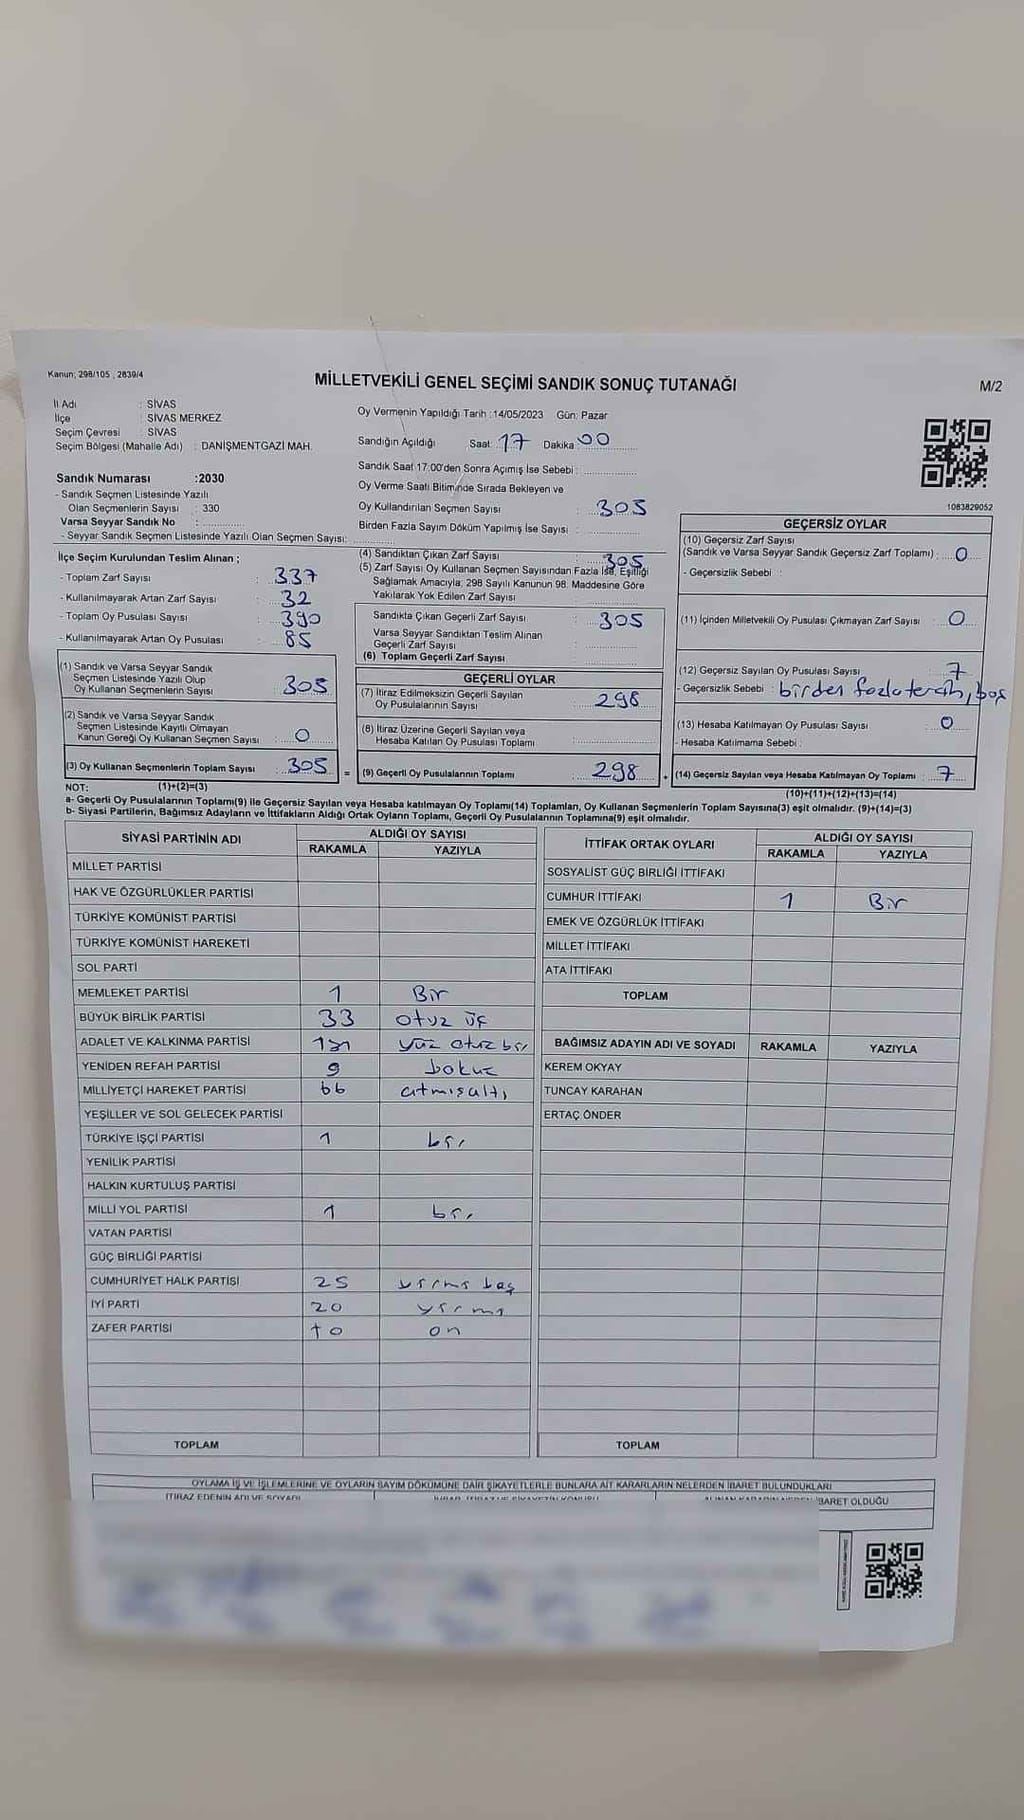 Kanun; 298/105 , 2839/4
MİLLETVEKİLİ GENEL SEÇİMİ SANDIK SONUÇ TUTANAĞI
M/2
İl Adı : SİVAS
İlçe : SİVAS MERKEZ
Seçim Çevresi : SİVAS
Seçim Bölgesi (Mahalle Adı) : DANIŞMENTGAZİ MAH.
Sandık Numarası :2030
- Sandık Seçmen Listesinde Yazılı
Olan Seçmenlerin Sayısı : 330
Varsa Seyyar Sandık No :
- Seyyar Sandık Seçmen Listesinde Yazılı Olan Seçmen Sayısı:
İlçe Seçim Kurulundan Teslim Alınan ;
- Toplam Zarf Sayısı : 337
- Kullanılmayarak Artan Zarf Sayısı : 32
- Toplam Oy Pusulası Sayısı : 390
- Kullanılmayarak Artan Oy Pusulası : 85
(1) Sandık ve Varsa Seyyar Sandık
Seçmen Listesinde Yazılı Olup
Oy Kullanan Seçmenlerin Sayısı : 305
(2) Sandık ve Varsa Seyyar Sandık
Seçmen Listesinde Kayıtlı Olmayan
Kanun Gereği Oy Kullanan Seçmen Sayısı : 0
(3) Oy Kullanan Seçmenlerin Toplam Sayısı : 305
Oy Vermenin Yapıldığı Tarih :14/05/2023 Gün: Pazar
Sandığın Açıldığı Saat 17 Dakika 00
Sandık Saat 17:00'den Sonra Açımış İse Sebebi :
Oy Verme Saati Bitiminde Sırada Bekleyen ve
Oy Kullandırılan Seçmen Sayısı : 305
Birden Fazla Sayım Döküm Yapılmış İse Sayısı :
(4) Sandıktan Çıkan Zarf Sayısı : 305
(5) Zarf Sayısı Oy Kullanan Seçmen Sayısından Fazla İse, Eşitliği
Sağlamak Amacıyla; 298 Sayılı Kanunun 98. Maddesine Göre
Yakılarak Yok Edilen Zarf Sayısı :
Sandıkta Çıkan Geçerli Zarf Sayısı : 305
Varsa Seyyar Sandıktan Teslim Alınan
Geçerli Zarf Sayısı :
(6) Toplam Geçerli Zarf Sayısı :
GEÇERLİ OYLAR
(7) İtiraz Edilmeksizin Geçerli Sayılan
Oy Pusulalarının Sayısı : 298
(8) İtiraz Üzerine Geçerli Sayılan veya
Hesaba Katılan Oy Pusulası Toplamı :
= (9) Geçerli Oy Pusulalarının Toplamı : 298
1083829052
GEÇERSİZ OYLAR
(10) Geçersiz Zarf Sayısı
(Sandık ve Varsa Seyyar Sandık Geçersiz Zarf Toplamı) : 0
- Geçersizlik Sebebi :
(11) İçinden Milletvekili Oy Pusulası Çıkmayan Zarf Sayısı : 0
(12) Geçersiz Sayılan Oy Pusulası Sayısı : 7
- Geçersizlik Sebebi : birden fazla tercih, boş
(13) Hesaba Katılmayan Oy Pusulası Sayısı : 0
- Hesaba Katılmama Sebebi :
+ (14) Geçersiz Sayılan veya Hesaba Katılmayan Oy Toplamı : 7
NOT: (1)+(2)=(3)
(10)+(11)+(12)+(13)=(14)
a- Geçerli Oy Pusulalarının Toplamı(9) ile Geçersiz Sayılan veya Hesaba katılmayan Oy Toplamı(14) Toplamları, Oy Kullanan Seçmenlerin Toplam Sayısına(3) eşit olmalıdır. (9)+(14)=(3)
b- Siyasi Partilerin, Bağımsız Adayların ve İttifakların Aldığı Ortak Oyların Toplamı, Geçerli Oy Pusulalarının Toplamına(9) eşit olmalıdır.
SİYASİ PARTİNİN ADI ALDIĞI OY SAYISI
RAKAMLA YAZIYLA
MİLLET PARTİSİ
HAK VE ÖZGÜRLÜKLER PARTİSİ
TÜRKİYE KOMÜNİST PARTİSİ
TÜRKİYE KOMÜNİST HAREKETİ
SOL PARTİ
MEMLEKET PARTİSİ 1 Bir
BÜYÜK BİRLİK PARTİSİ 33 otuz üç
ADALET VE KALKINMA PARTİSİ 131 yüz otuz bir
YENİDEN REFAH PARTİSİ 9 dokuz
MİLLİYETÇİ HAREKET PARTİSİ 66 atmışaltı
YEŞİLLER VE SOL GELECEK PARTİSİ
TÜRKİYE İŞÇİ PARTİSİ 1 bir
YENİLİK PARTİSİ
HALKIN KURTULUŞ PARTİSİ
MİLLİ YOL PARTİSİ 1 bir
VATAN PARTİSİ
GÜÇ BİRLİĞİ PARTİSİ
CUMHURİYET HALK PARTİSİ 25 yirmi beş
İYİ PARTİ 20 yirmi
ZAFER PARTİSİ 10 on
TOPLAM
İTTİFAK ORTAK OYLARI ALDIĞI OY SAYISI
RAKAMLA YAZIYLA
SOSYALİST GÜÇ BİRLİĞİ İTTİFAKI
CUMHUR İTTİFAKI 1 Bir
EMEK VE ÖZGÜRLÜK İTTİFAKI
MİLLET İTTİFAKI
ATA İTTİFAKI
TOPLAM
BAĞIMSIZ ADAYIN ADI VE SOYADI RAKAMLA YAZIYLA
KEREM OKYAY
TUNCAY KARAHAN
ERTAÇ ÖNDER
TOPLAM
OYLAMA İŞ VE İŞLEMLERİNE VE OYLARIN SAYIM DÖKÜMÜNE DAİR ŞİKAYETLERLE BUNLARA AİT KARARLARIN NELERDEN İBARET BULUNDUKLARI
İTİRAZ EDENİN ADI VE SOYADI İBARET OLDUĞU